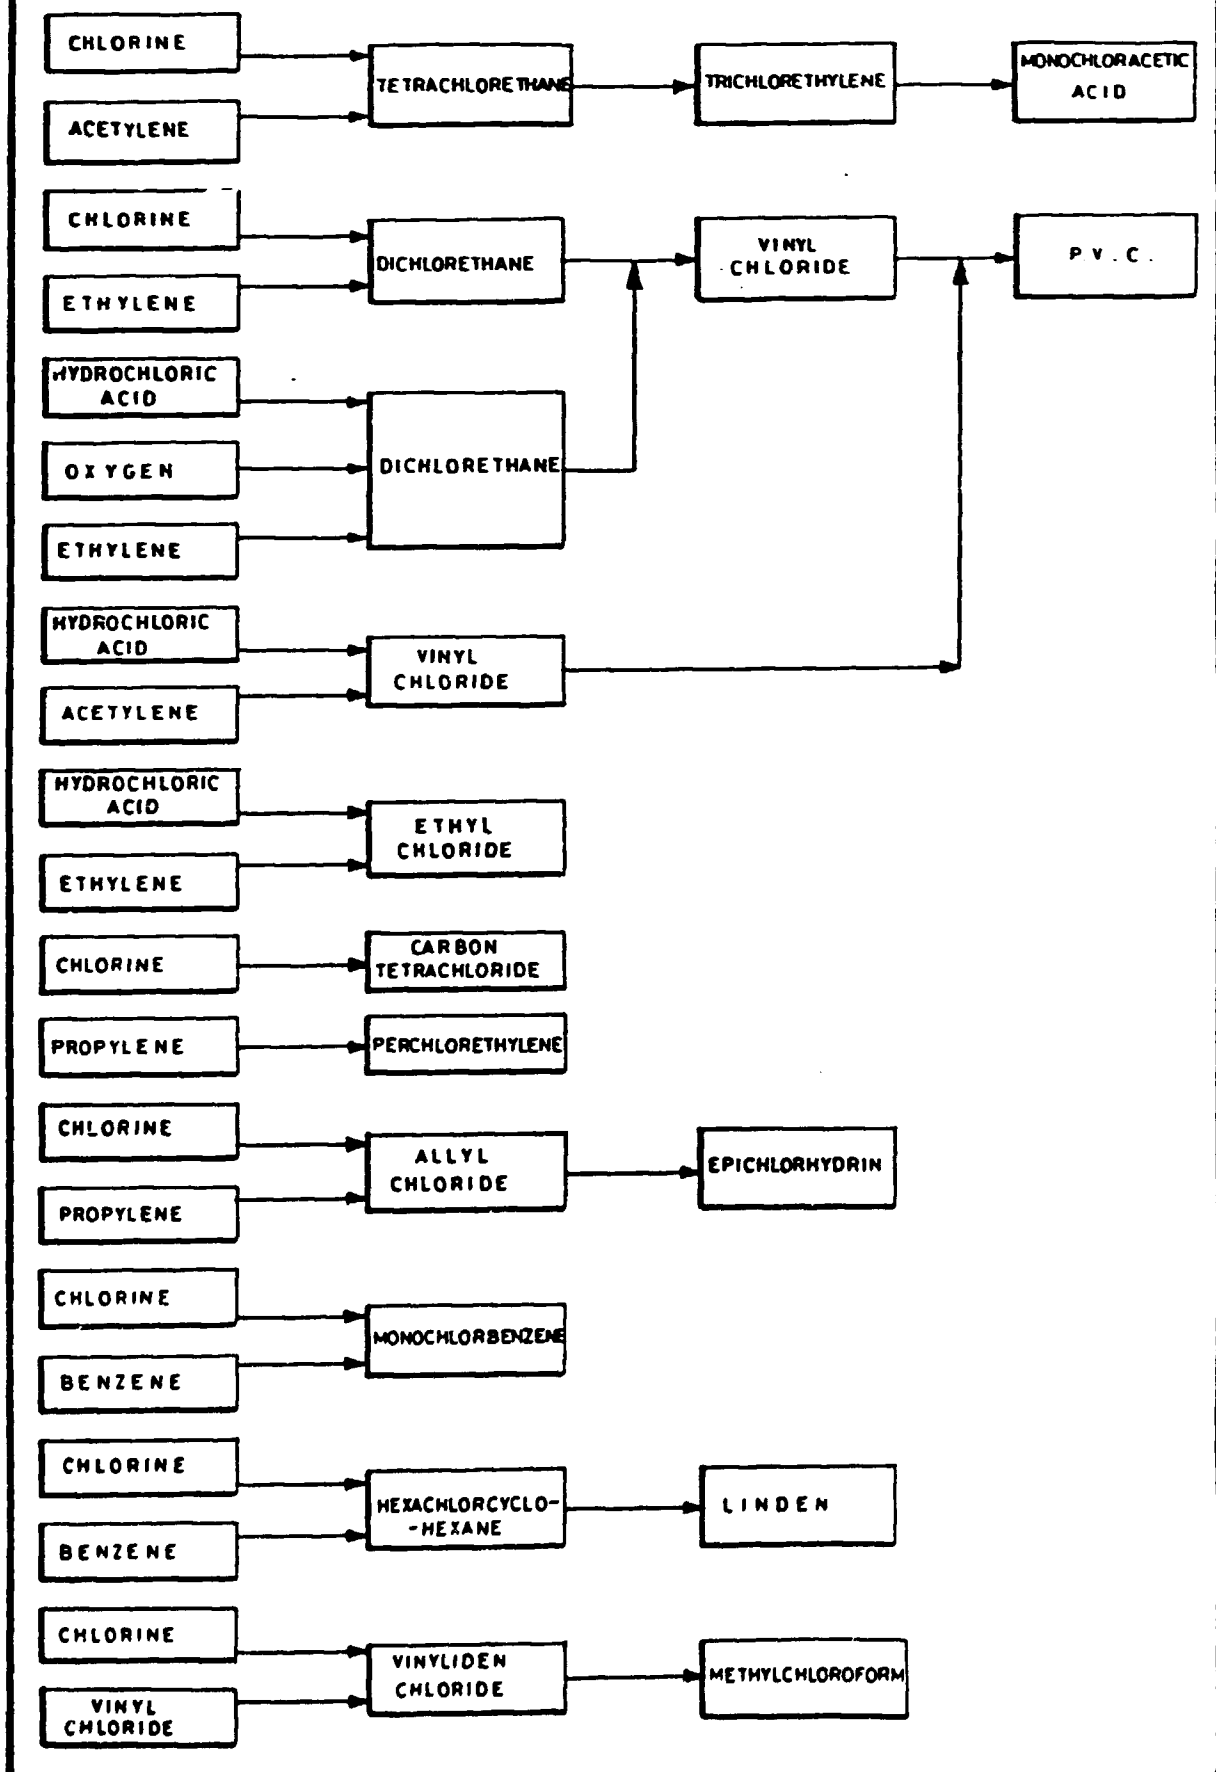 CHLORINE
ACETYLENE
TETRACHLORETHANE
TRICHLORETHYLENE
MONOCHLORACETIC
ACID
CHLORINE
ETHYLENE
DICHLORETHANE
VINYL
CHLORIDE
P.V.C.
HYDROCHLORIC
ACID
OXYGEN
ETHYLENE
DICHLORETHANE
HYDROCHLORIC
ACID
ACETYLENE
VINYL
CHLORIDE
HYDROCHLORIC
ACID
ETHYLENE
ETHYL
CHLORIDE
CHLORINE
CARBON
TETRACHLORIDE
PROPYLENE
PERCHLORETHYLENE
CHLORINE
PROPYLENE
ALLYL
CHLORIDE
EPICHLORHYDRIN
CHLORINE
BENZENE
MONOCHLORBENZENE
CHLORINE
BENZENE
HEXACHLORCYCLO-
-HEXANE
LINDEN
CHLORINE
VINYL
CHLORIDE
VINYLIDEN
CHLORIDE
METHYLCHLOROFORM